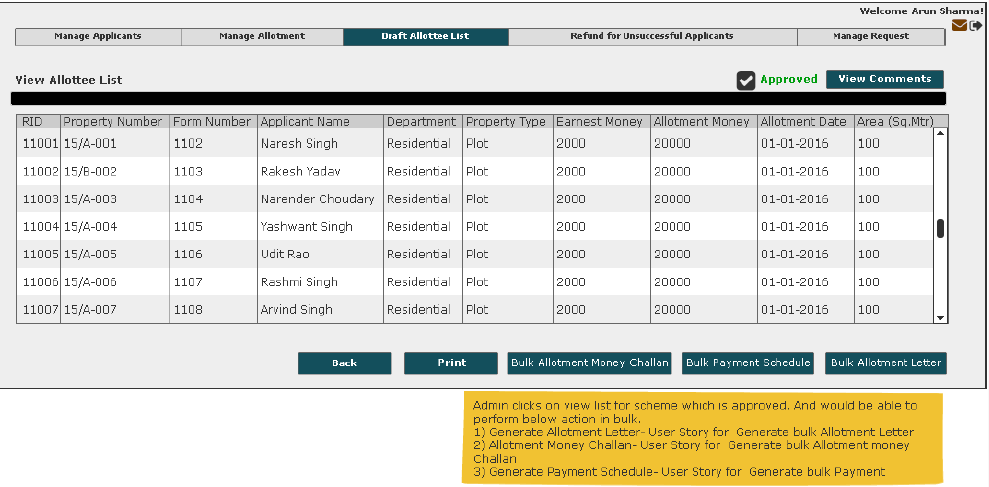 Welcome Arun Sharma!
Manage Applicants Manage Allotment Draft Allottee List Refund for Unsuccessful Applicants Manage Request
View Allottee List Approved View Comments
RID Property Number Form Number Applicant Name Department Property Type Earnest Money Allotment Money Allotment Date Area (Sq.Mtr)
11001 15/A-001 1102 Naresh Singh Residential Plot 2000 20000 01-01-2016 100
11002 15/B-002 1103 Rakesh Yadav Residential Plot 2000 20000 01-01-2016 100
11003 15/A-003 1104 Narender Choudary Residential Plot 2000 20000 01-01-2016 100
11004 15/A-004 1105 Yashwant Singh Residential Plot 2000 20000 01-01-2016 100
11005 15/A-005 1106 Udit Rao Residential Plot 2000 20000 01-01-2016 100
11006 15/A-006 1107 Rashmi Singh Residential Plot 2000 20000 01-01-2016 100
11007 15/A-007 1108 Arvind Singh Residential Plot 2000 20000 01-01-2016 100
Back Print Bulk Allotment Money Challan Bulk Payment Schedule Bulk Allotment Letter
Admin clicks on view list for scheme which is approved. And would be able to
perform below action in bulk.
1) Generate Allotment Letter- User Story for Generate bulk Allotment Letter
2) Allotment Money Challan- User Story for Generate bulk Allotment money
Challan
3) Generate Payment Schedule- User Story for Generate bulk Payment